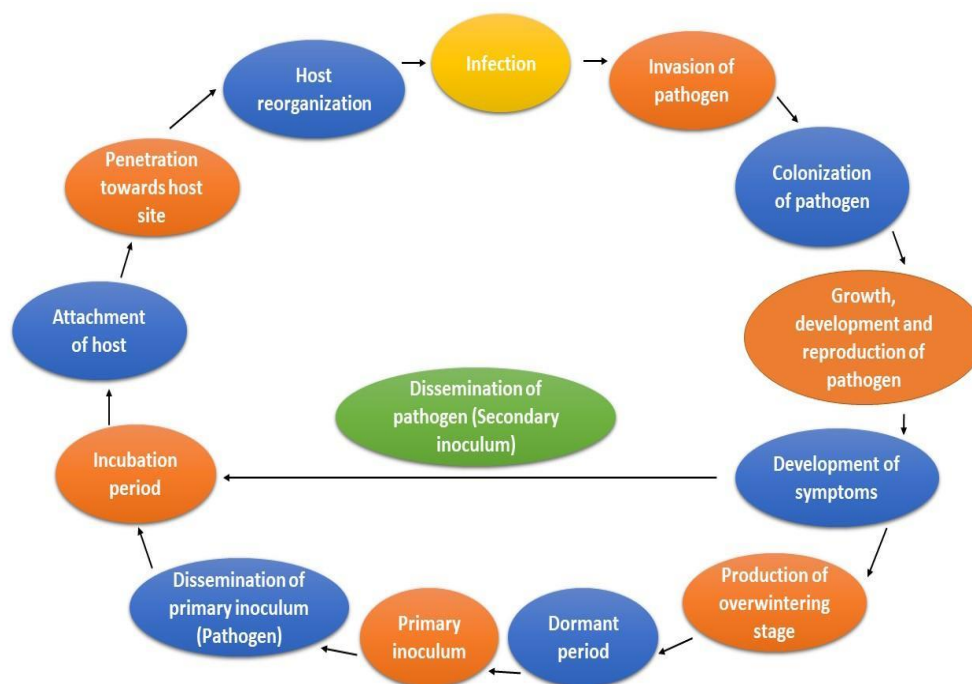 Host
reorganization
Infection
Invasion of
pathogen
Colonization
of pathogen
Growth,
development and
reproduction of
pathogen
Development of
symptoms
Production of
overwintering
stage
Dormant
period
Primary
inoculum
Dissemination of
primary inoculum
(Pathogen)
Incubation
period
Attachment
of host
Penetration
towards host
site
Dissemination of
pathogen (Secondary
inoculum)